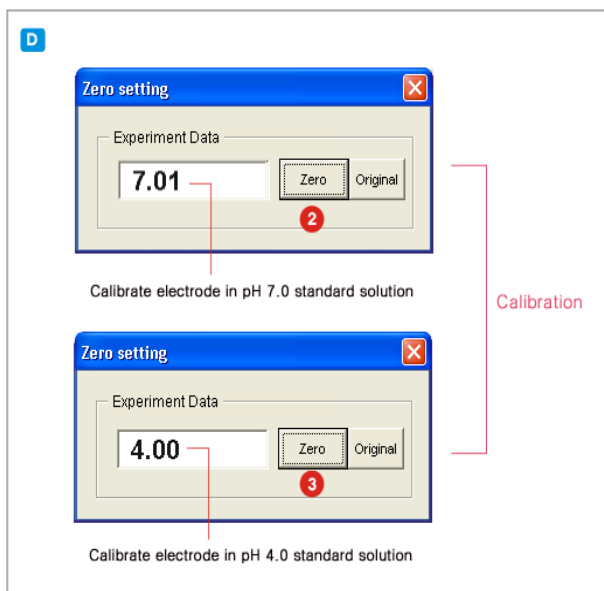 D
Zero setting
Experiment Data
7.01 Zero Original
2
Calibrate electrode in pH 7.0 standard solution
Calibration
Zero setting
Experiment Data
4.00 Zero Original
3
Calibrate electrode in pH 4.0 standard solution